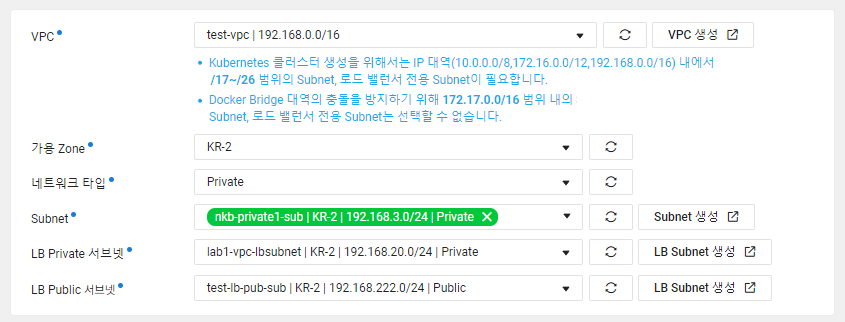 VPC
test-vpc | 192.168.0.0/16
VPC 생성
• Kubernetes 클러스터 생성을 위해서는 IP 대역(10.0.0.0/8,172.16.0.0/12,192.168.0.0/16) 내에서
/17~/26 범위의 Subnet, 로드 밸런서 전용 Subnet이 필요합니다.
• Docker Bridge 대역의 충돌을 방지하기 위해 172.17.0.0/16 범위 내의
Subnet, 로드 밸런서 전용 Subnet는 선택할 수 없습니다.
가용 Zone
KR-2
네트워크 타입
Private
Subnet
nkb-private1-sub | KR-2 | 192.168.3.0/24 | Private
Subnet 생성
LB Private 서브넷
lab1-vpc-lbsubnet | KR-2 | 192.168.20.0/24 | Private
LB Subnet 생성
LB Public 서브넷
test-lb-pub-sub | KR-2 | 192.168.222.0/24 | Public
LB Subnet 생성